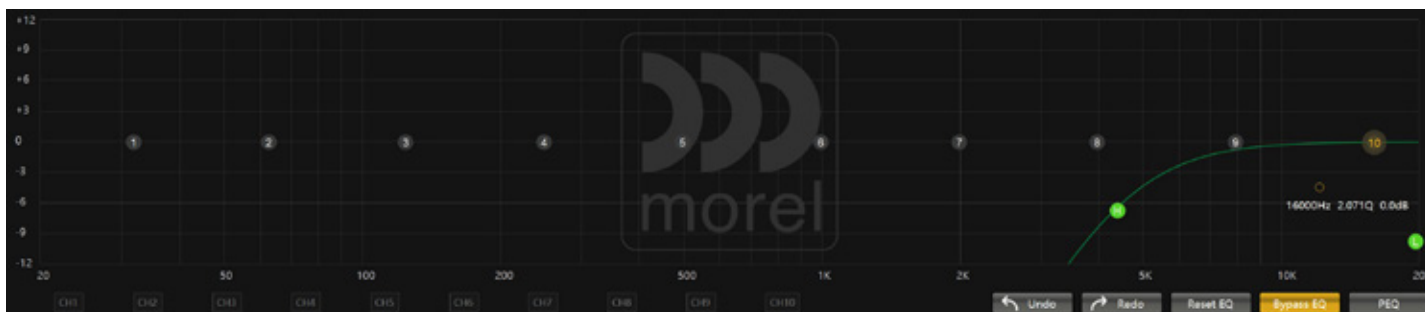 +12
+9
+6
+3
0
-3
-6
-9
-12
1 2 3 4 5 6 7 8 9 10
morel
H
16000Hz 2.071Q 0.0dB
L
20 50 100 200 500 1K 2K 5K 10K 20
CH1 CH2 CH3 CH4 CH5 CH6 CH7 CH8 CH9 CH10
Undo Redo Reset EQ Bypass EQ PEQ